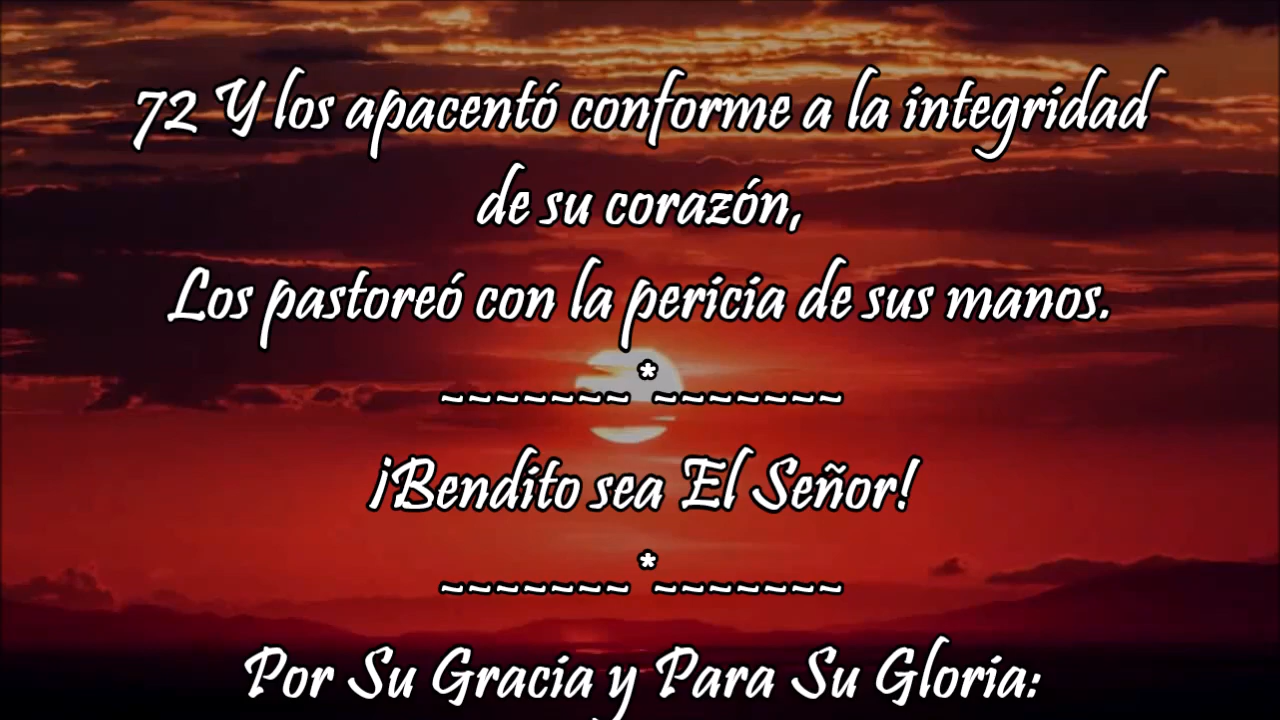 72 Y los apacentó conforme a la integridad
de su corazón,
Los pastoreó con la pericia de sus manos.
~~~~~~~*~~~~~~~
¡Bendito sea El Señor!
~~~~~~~*~~~~~~~
Por Su Gracia y Para Su Gloria: